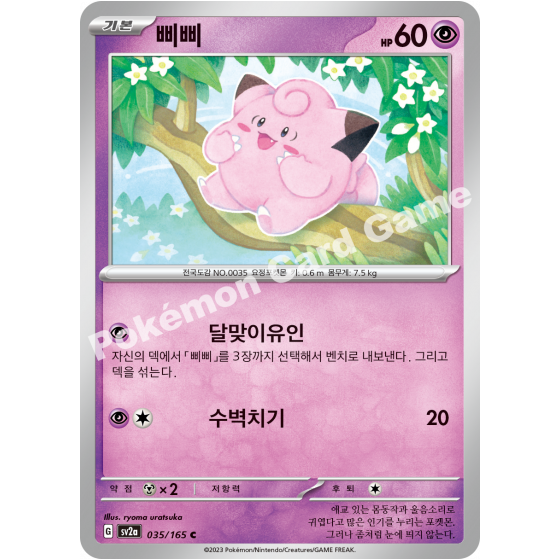 기본 삐삐 HP 60
전국도감 NO.0035 요정포켓몬 키: 0.6 m 몸무게: 7.5 kg
Pokémon Card Game
달맞이유인
자신의 덱에서 「삐삐」를 3장까지 선택해서 벤치로 내보낸다. 그리고
덱을 섞는다.
수벽치기 20
약점 ×2 저항력 후퇴
Illus. ryoma uratsuka
G sv2a 035/165 C
애교 있는 몸동작과 울음소리로
귀엽다고 많은 인기를 누리는 포켓몬.
그러나 좀처럼 눈에 띄지 않는다.
©2023 Pokémon/Nintendo/Creatures/GAME FREAK.